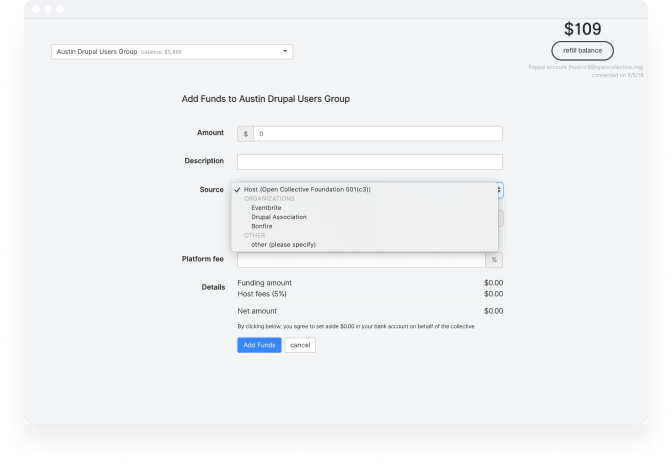 $109
Austin Drupal Users Group balance: $5,686
refill balance
Paypal account (host+c3@opencollective.org)
connected on 5/5/18
Add Funds to Austin Drupal Users Group
Amount $ 0
Description
Source ✓ Host (Open Collective Foundation 501(c3))
ORGANIZATIONS
Eventbrite
Drupal Association
Bonfire
OTHER
other (please specify)
Platform fee %
Details Funding amount $0.00
Host fees (5%) $0.00
Net amount $0.00
By clicking below, you agree to set aside $0.00 in your bank account on behalf of the collective
Add Funds cancel